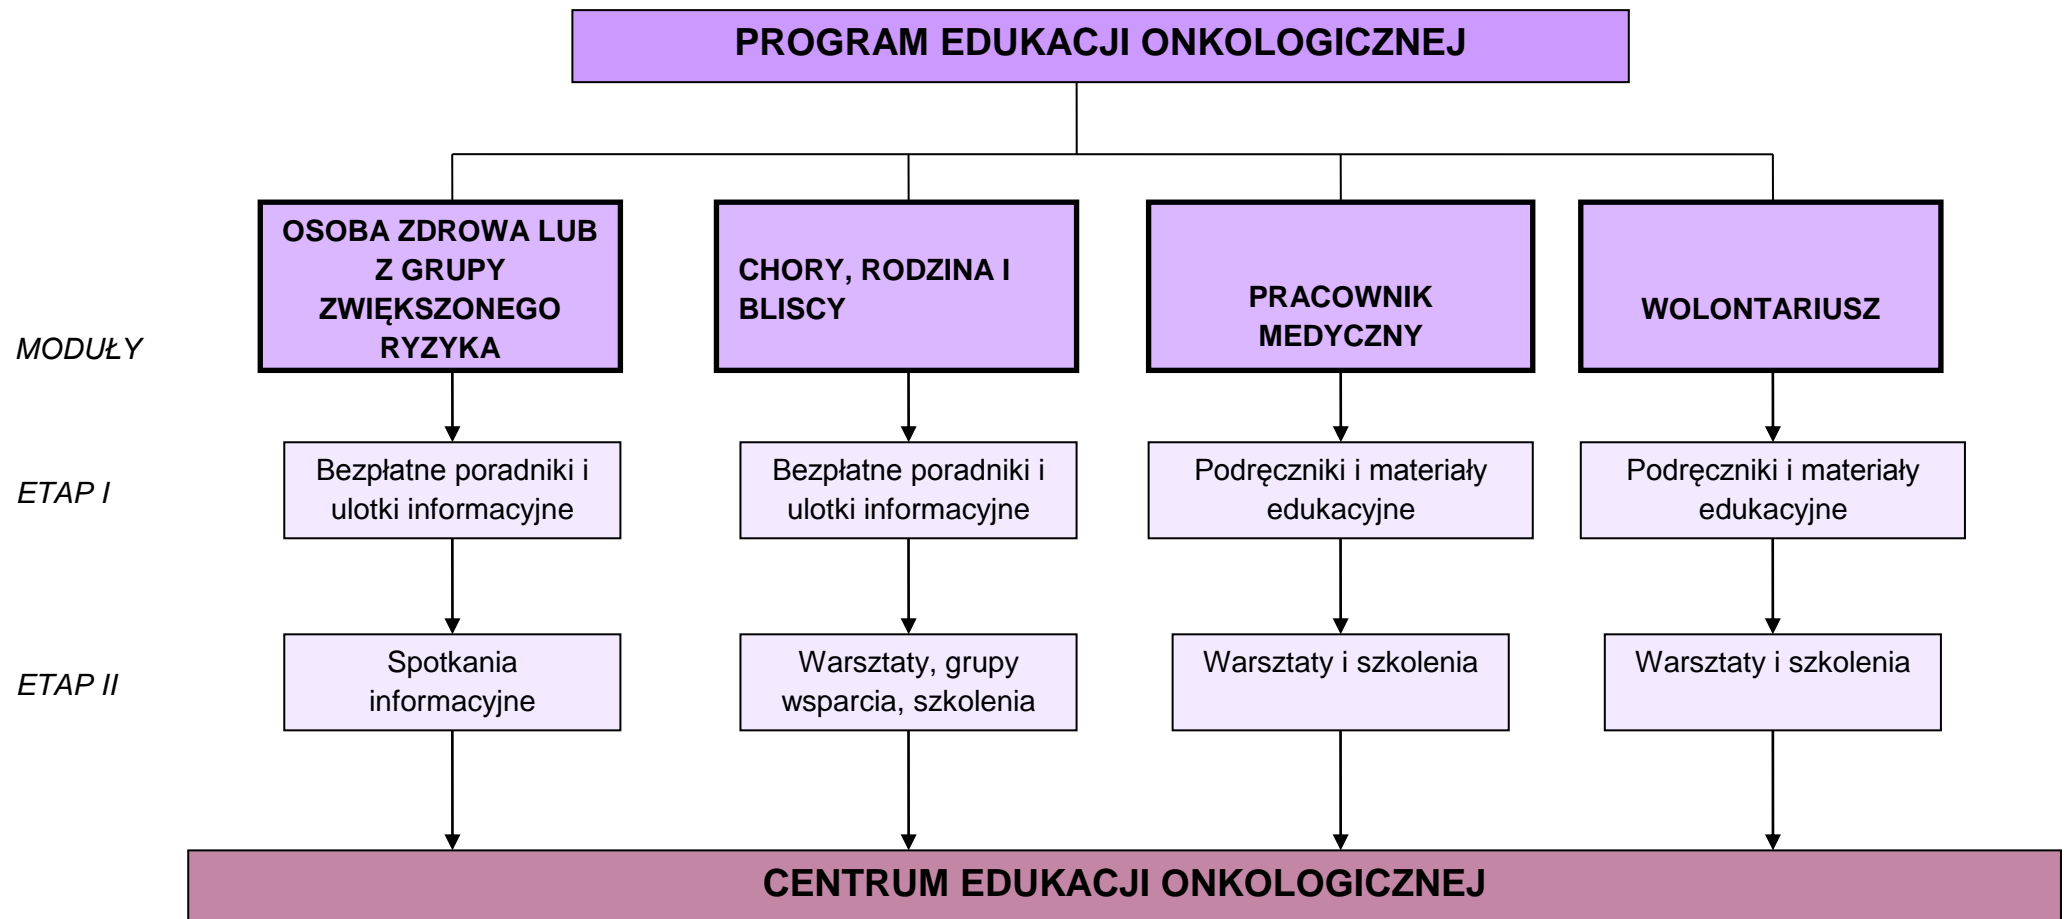 PROGRAM EDUKACJI ONKOLOGICZNEJ
OSOBA ZDROWA LUB
Z GRUPY
ZWIĘKSZONEGO
RYZYKA
CHORY, RODZINA I
BLISCY
PRACOWNIK
MEDYCZNY
WOLONTARIUSZ
MODUŁY
ETAP I
Bezpłatne poradniki i
ulotki informacyjne
Bezpłatne poradniki i
ulotki informacyjne
Podręczniki i materiały
edukacyjne
Podręczniki i materiały
edukacyjne
ETAP II
Spotkania
informacyjne
Warsztaty, grupy
wsparcia, szkolenia
Warsztaty i szkolenia
Warsztaty i szkolenia
CENTRUM EDUKACJI ONKOLOGICZNEJ